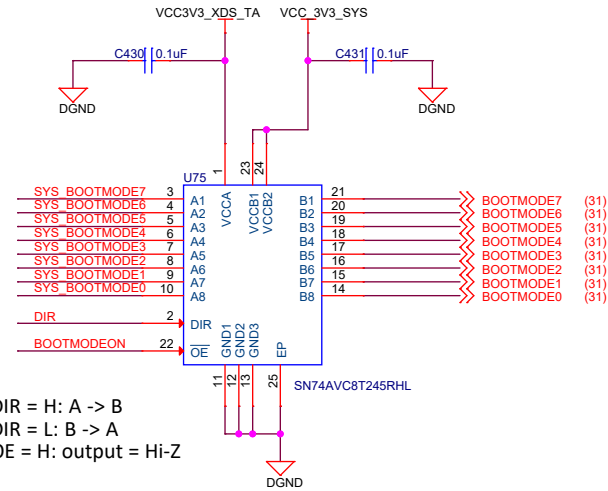 VCC3V3_XDS_TA VCC_3V3_SYS
C430 0.1uF C431 0.1uF
DGND DGND
U75
1 23 24
VCCA VCCB1 VCCB2
SYS_BOOTMODE7 3 A1 B1 21 BOOTMODE7 (31)
SYS_BOOTMODE6 4 A2 B2 20 BOOTMODE6 (31)
SYS_BOOTMODE5 5 A3 B3 19 BOOTMODE5 (31)
SYS_BOOTMODE4 6 A4 B4 18 BOOTMODE4 (31)
SYS_BOOTMODE3 7 A5 B5 17 BOOTMODE3 (31)
SYS_BOOTMODE2 8 A6 B6 16 BOOTMODE2 (31)
SYS_BOOTMODE1 9 A7 B7 15 BOOTMODE1 (31)
SYS_BOOTMODE0 10 A8 B8 14 BOOTMODE0 (31)
DIR 2 DIR
BOOTMODEON 22 OE
GND1 GND2 GND3 EP
11 12 13 25
SN74AVC8T245RHL
DIR = H: A -> B
DIR = L: B -> A
OE = H: output = Hi-Z
DGND